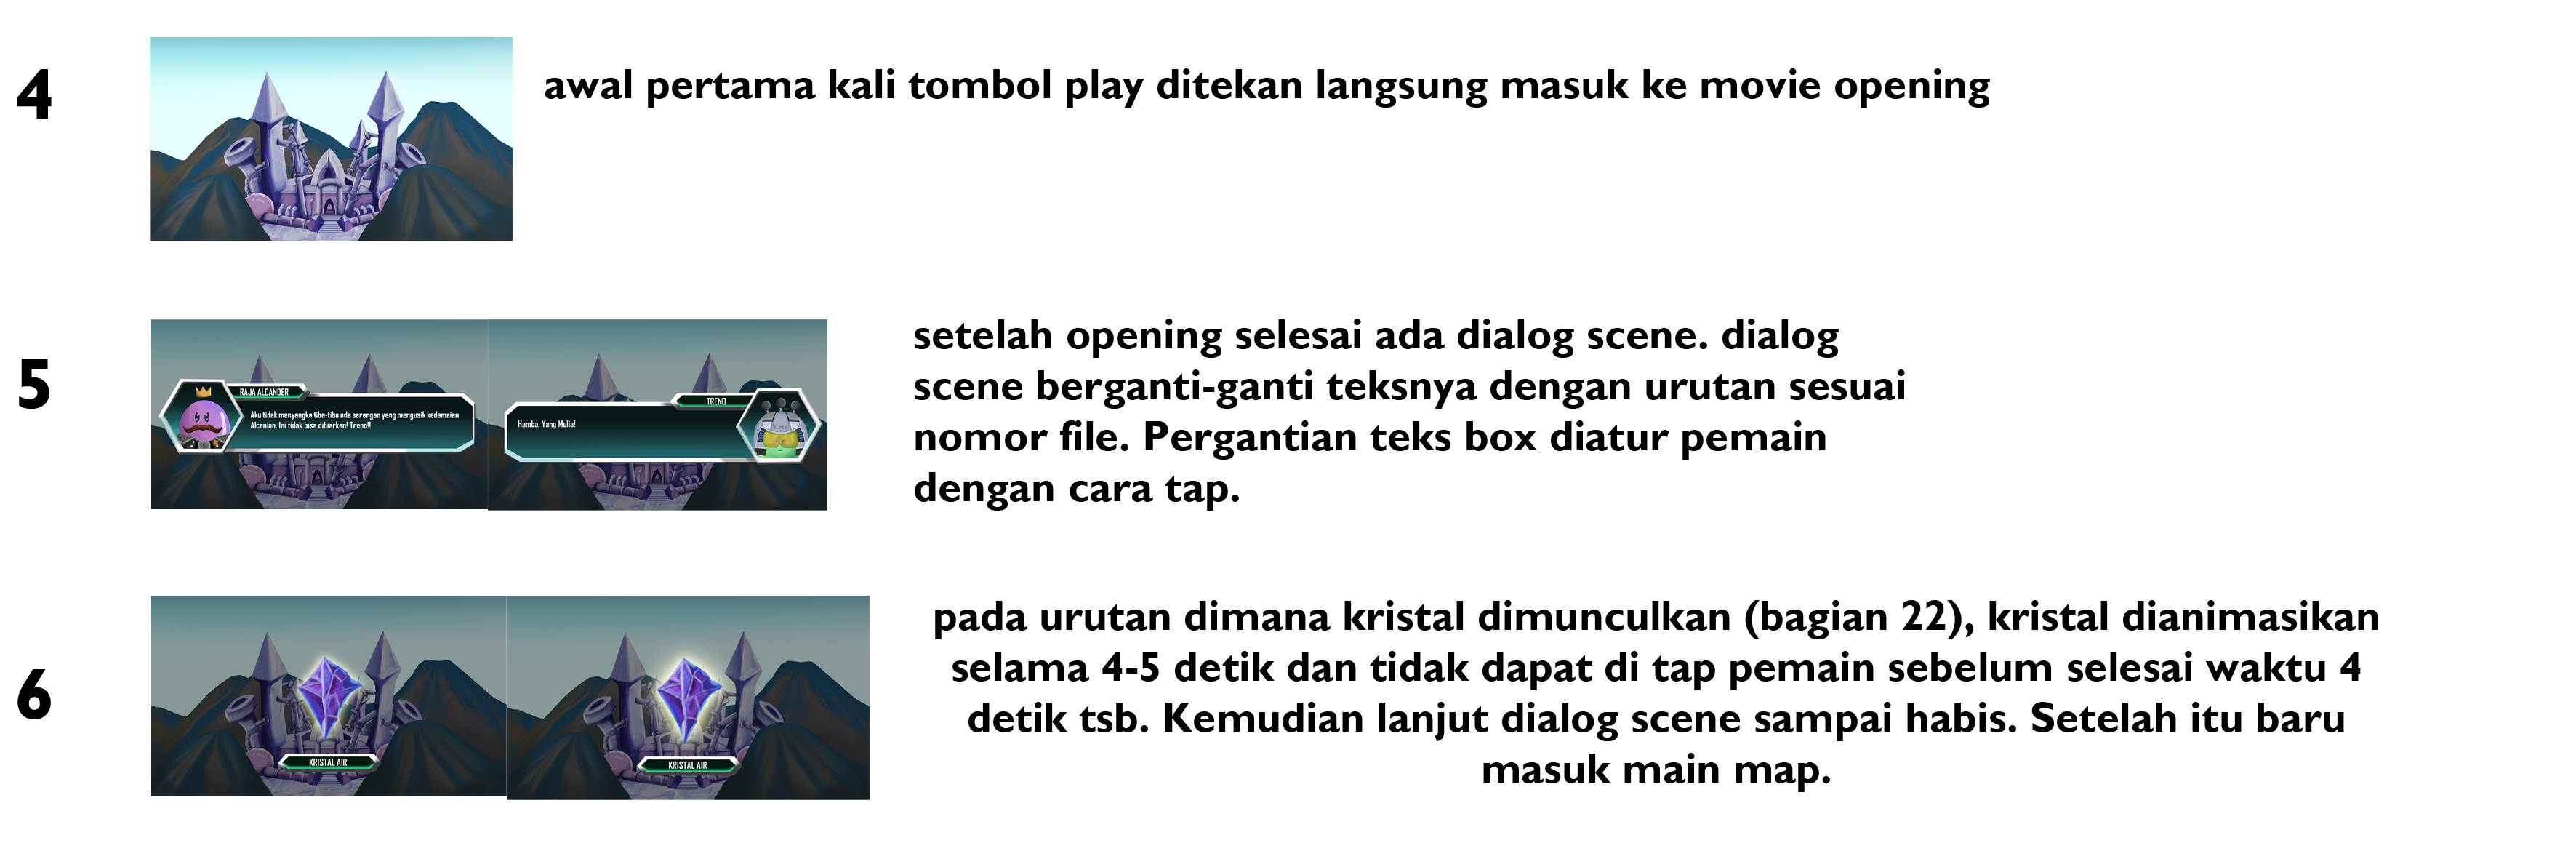 4
awal pertama kali tombol play ditekan langsung masuk ke movie opening
5
RAJA ALCANDER
Aku tidak menyangka tiba-tiba ada serangan yang mengusik kedamaian
Alcanian. Ini tidak bisa dibiarkan! Treno!!
TRENO
Hamba, Yang Mulia!
setelah opening selesai ada dialog scene. dialog
scene berganti-ganti teksnya dengan urutan sesuai
nomor file. Pergantian teks box diatur pemain
dengan cara tap.
6
KRISTAL AIR
KRISTAL AIR
pada urutan dimana kristal dimunculkan (bagian 22), kristal dianimasikan
selama 4-5 detik dan tidak dapat di tap pemain sebelum selesai waktu 4
detik tsb. Kemudian lanjut dialog scene sampai habis. Setelah itu baru
masuk main map.